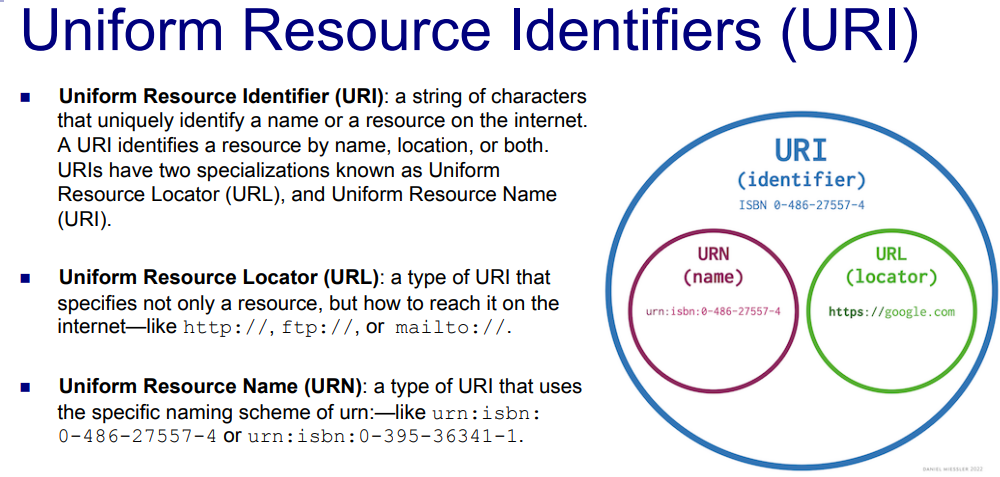 Uniform Resource Identifiers (URI)
■ Uniform Resource Identifier (URI): a string of characters
that uniquely identify a name or a resource on the internet.
A URI identifies a resource by name, location, or both.
URIs have two specializations known as Uniform
Resource Locator (URL), and Uniform Resource Name
(URI).
■ Uniform Resource Locator (URL): a type of URI that
specifies not only a resource, but how to reach it on the
internet—like http://, ftp://, or mailto://.
■ Uniform Resource Name (URN): a type of URI that uses
the specific naming scheme of urn:—like urn:isbn:
0-486-27557-4 or urn:isbn:0-395-36341-1.
URI
(identifier)
ISBN 0-486-27557-4
URN
(name)
urn:isbn:0-486-27557-4
URL
(locator)
https://google.com
DANIEL MIESSLER 2022